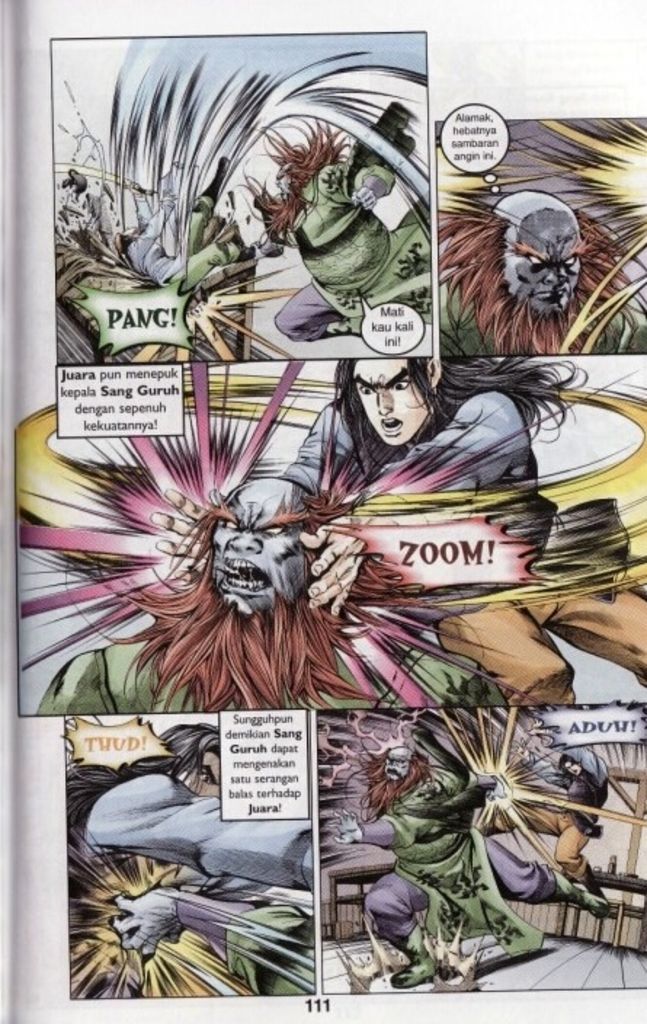 PANG!
Mati
kau kali
ini!
Alamak,
hebatnya
sambaran
angin ini.
Juara pun menepuk
kepala Sang Guruh
dengan sepenuh
kekuatannya!
ZOOM!
THUD!
Sungguhpun
demikian Sang
Guruh dapat
mengenakan
satu serangan
balas terhadap
Juara!
ADUH!
111